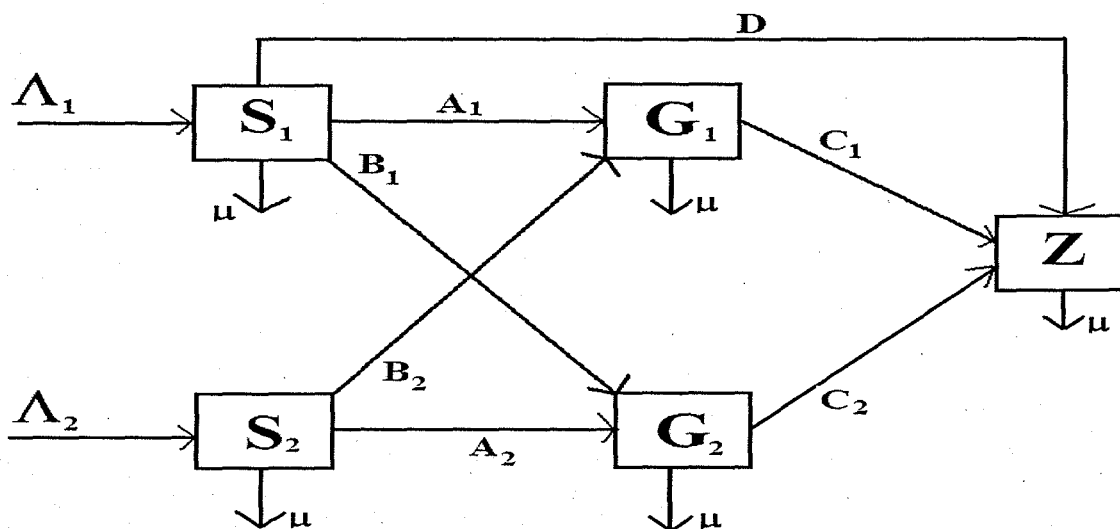 D
Λ₁ S₁ A₁ G₁
B₁ C₁
μ μ
Z
μ
B₂
Λ₂ S₂ A₂ G₂ C₂
μ μ